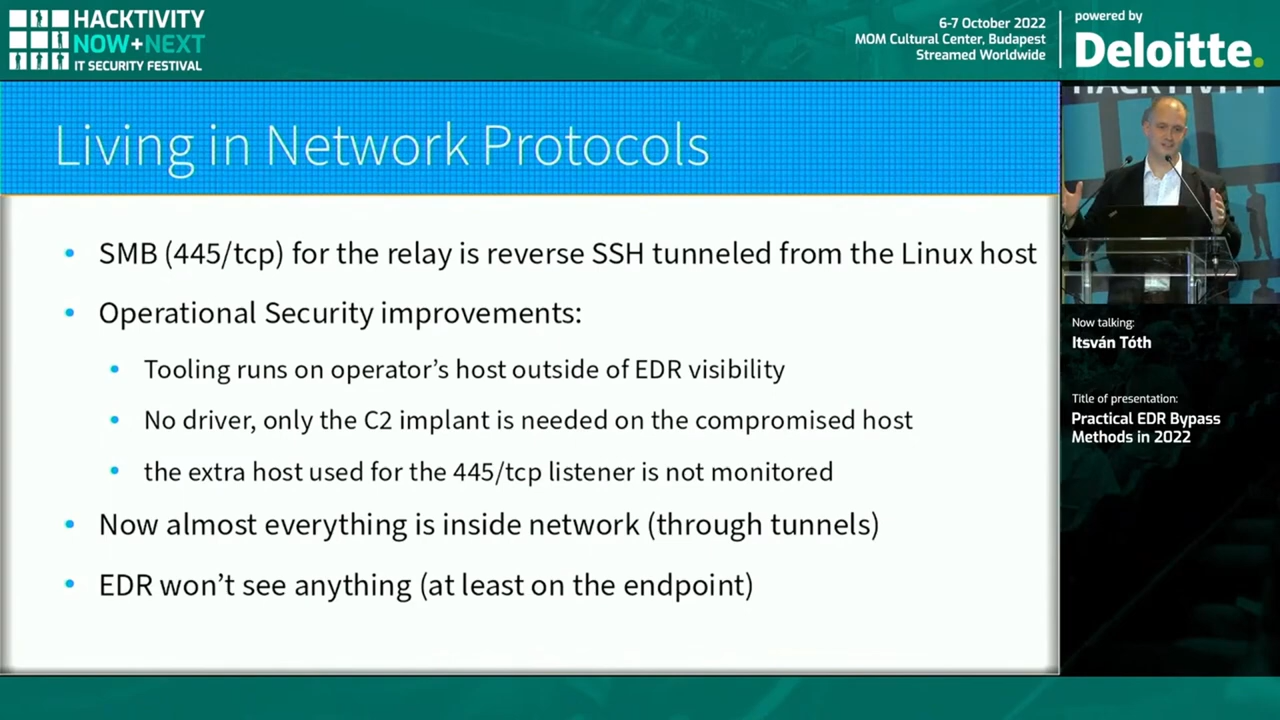 HACKTIVITY
NOW+NEXT
IT SECURITY FESTIVAL
6-7 October 2022
MOM Cultural Center, Budapest
Streamed Worldwide
powered by
Deloitte.
Living in Network Protocols
• SMB (445/tcp) for the relay is reverse SSH tunneled from the Linux host
• Operational Security improvements:
• Tooling runs on operator’s host outside of EDR visibility
• No driver, only the C2 implant is needed on the compromised host
• the extra host used for the 445/tcp listener is not monitored
• Now almost everything is inside network (through tunnels)
• EDR won’t see anything (at least on the endpoint)
HACKTIVITY
Now talking:
Itsván Tóth
Title of presentation:
Practical EDR Bypass
Methods in 2022